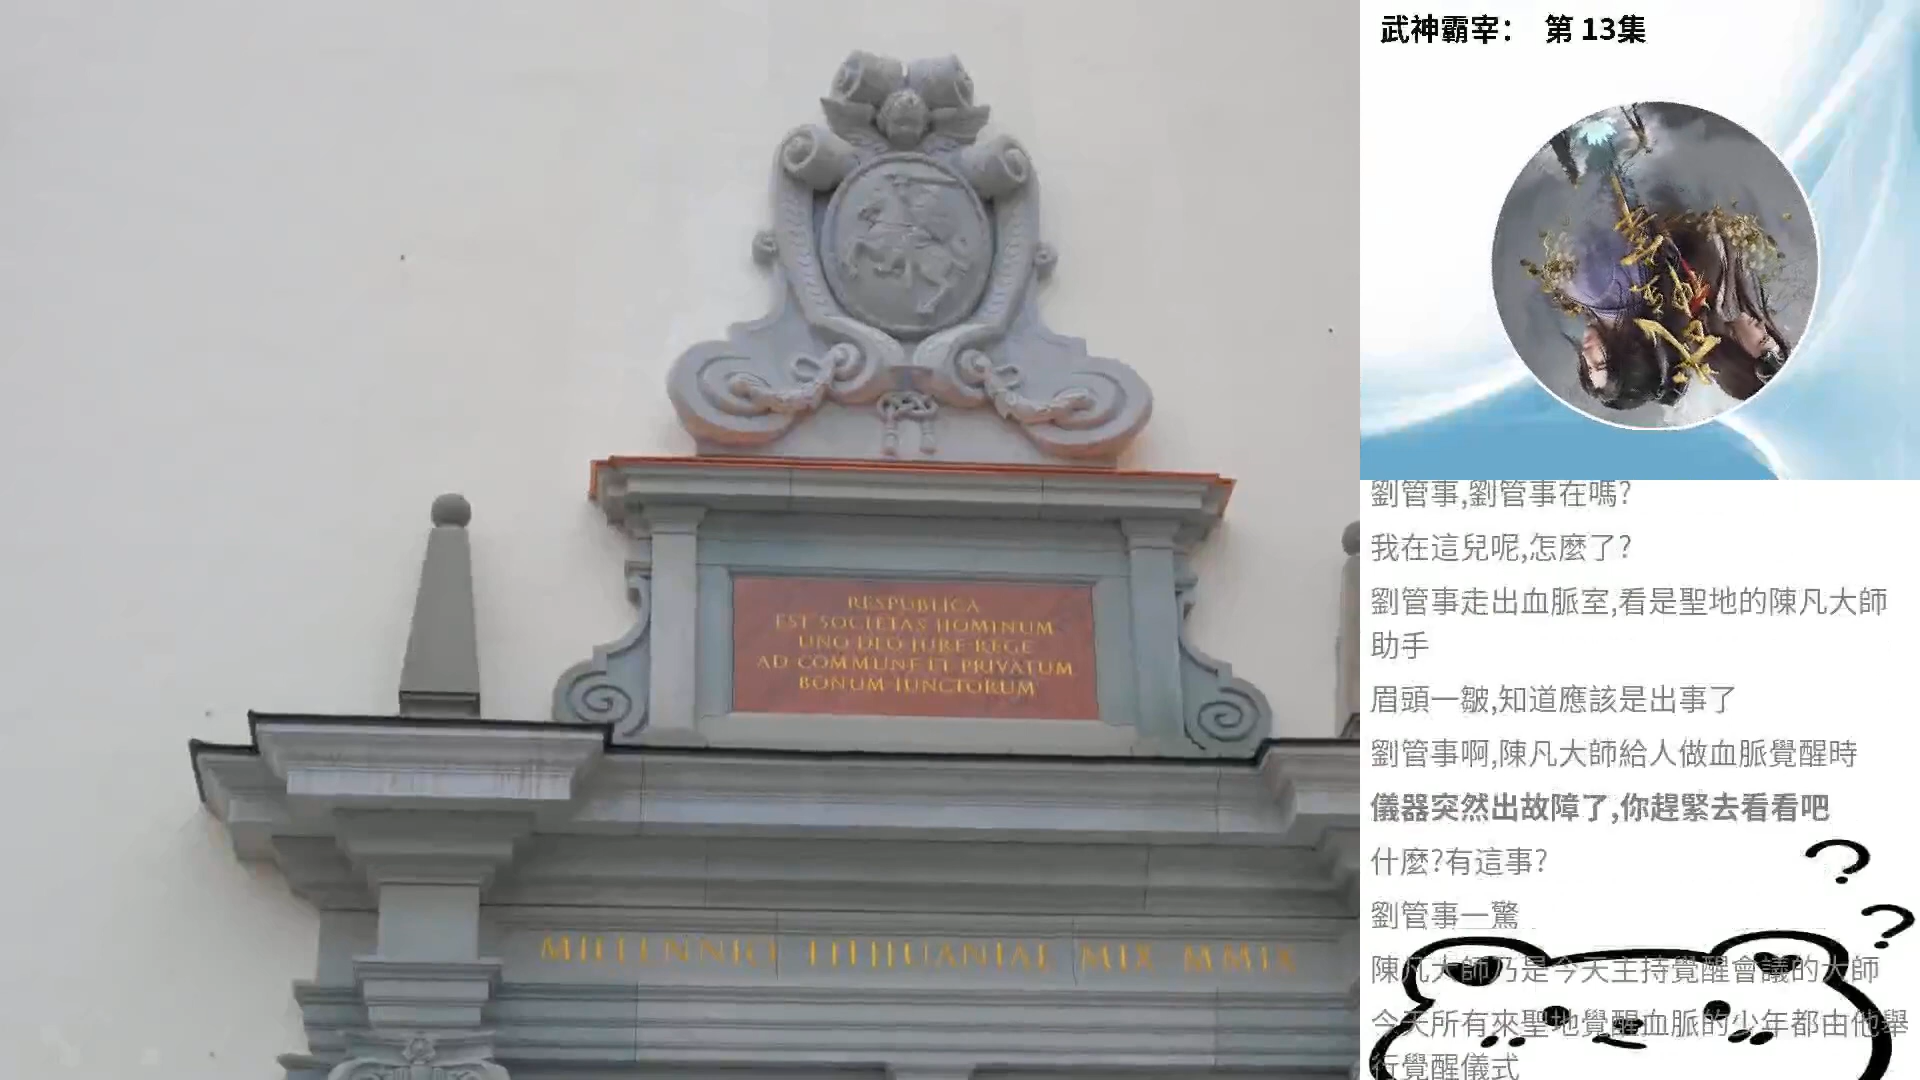 RESPUBLICA
EST SOCIETAS HOMINUM
UNO DEO IURE REGE
AD COMMUNE ET PRIVATUM
BONUM IUNCTORUM
MILLENNIO LITHUANIAE MIX MMIX
武神霸宰： 第 13集
劉管事,劉管事在嗎?
我在這兒呢,怎麼了?
劉管事走出血脈室,看是聖地的陳凡大師
助手
眉頭一皺,知道應該是出事了
劉管事啊,陳凡大師給人做血脈覺醒時
儀器突然出故障了,你趕緊去看看吧
什麼?有這事?
劉管事一驚
陳凡大師乃是今天主持覺醒會議的大師
今天所有來聖地覺醒血脈的少年都由他舉
行覺醒儀式
? ?